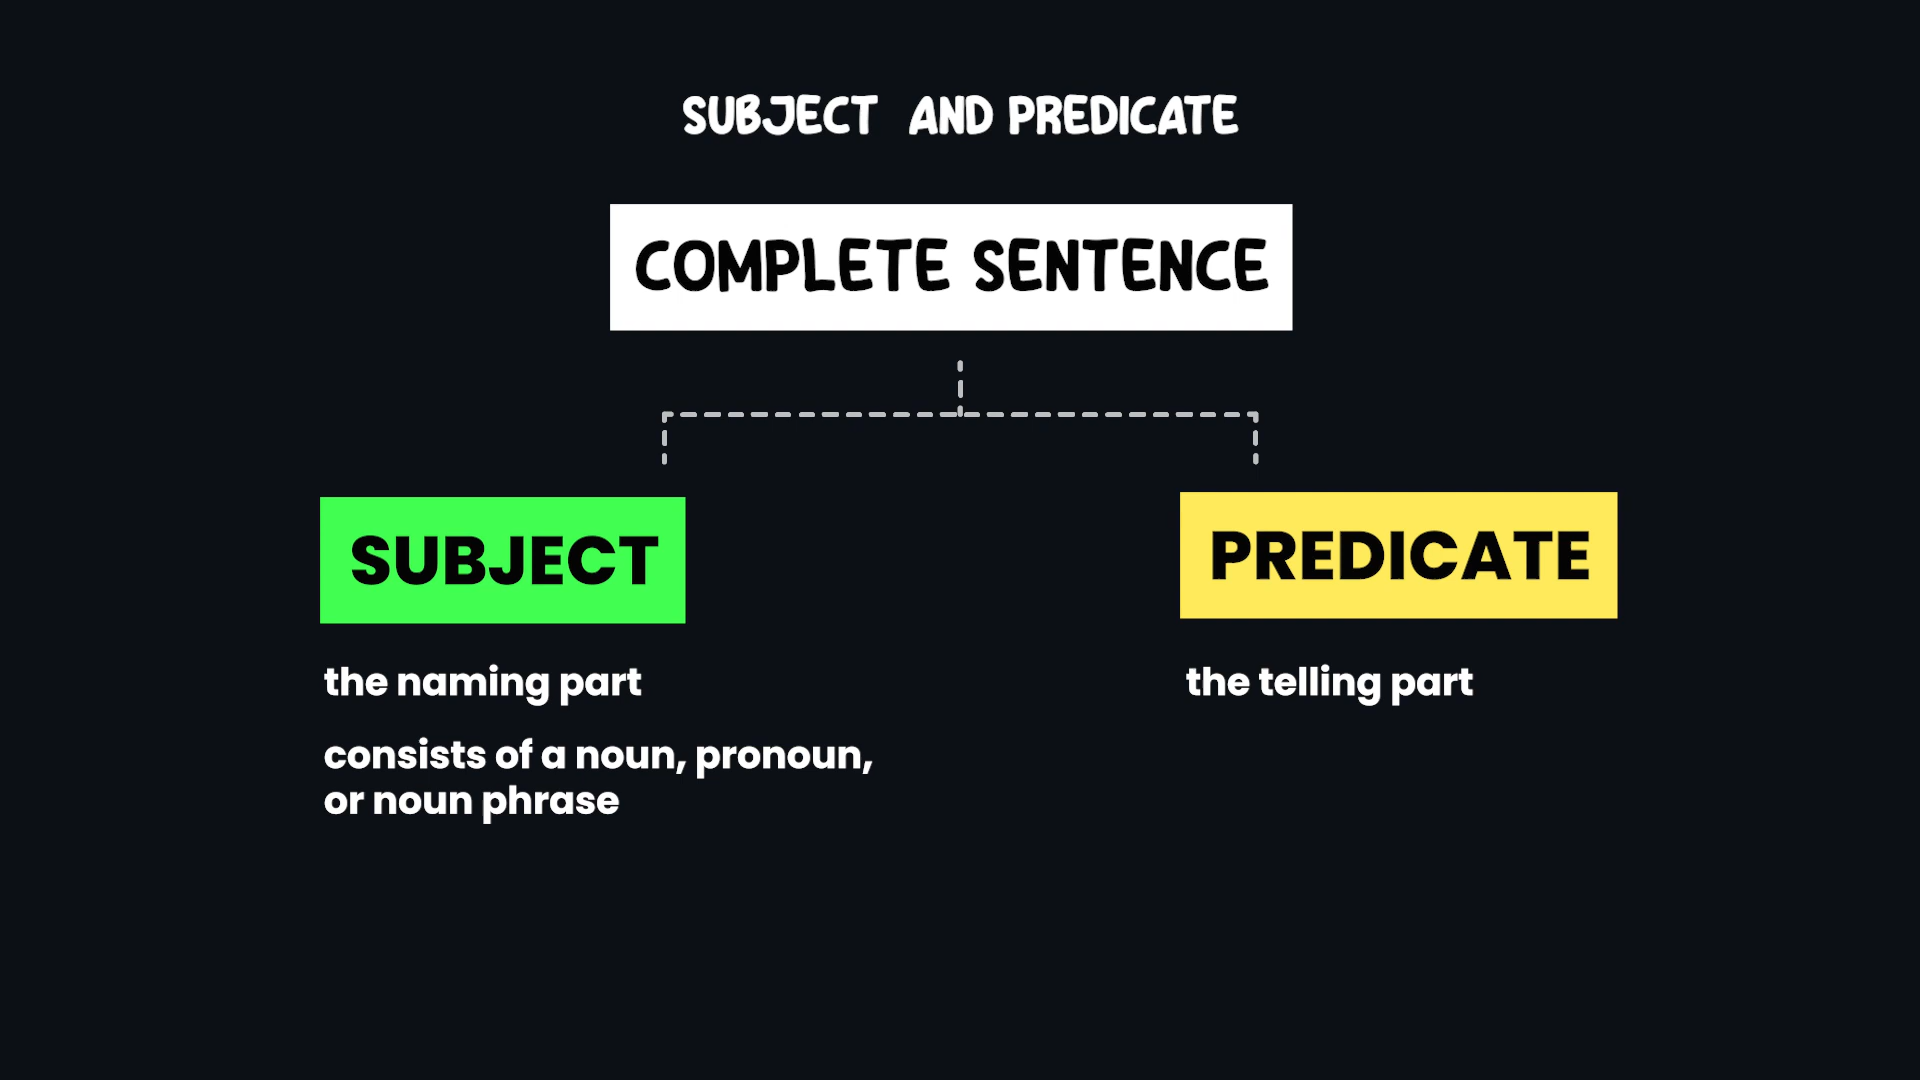 SUBJECT AND PREDICATE
COMPLETE SENTENCE
SUBJECT
the naming part
consists of a noun, pronoun,
or noun phrase
PREDICATE
the telling part